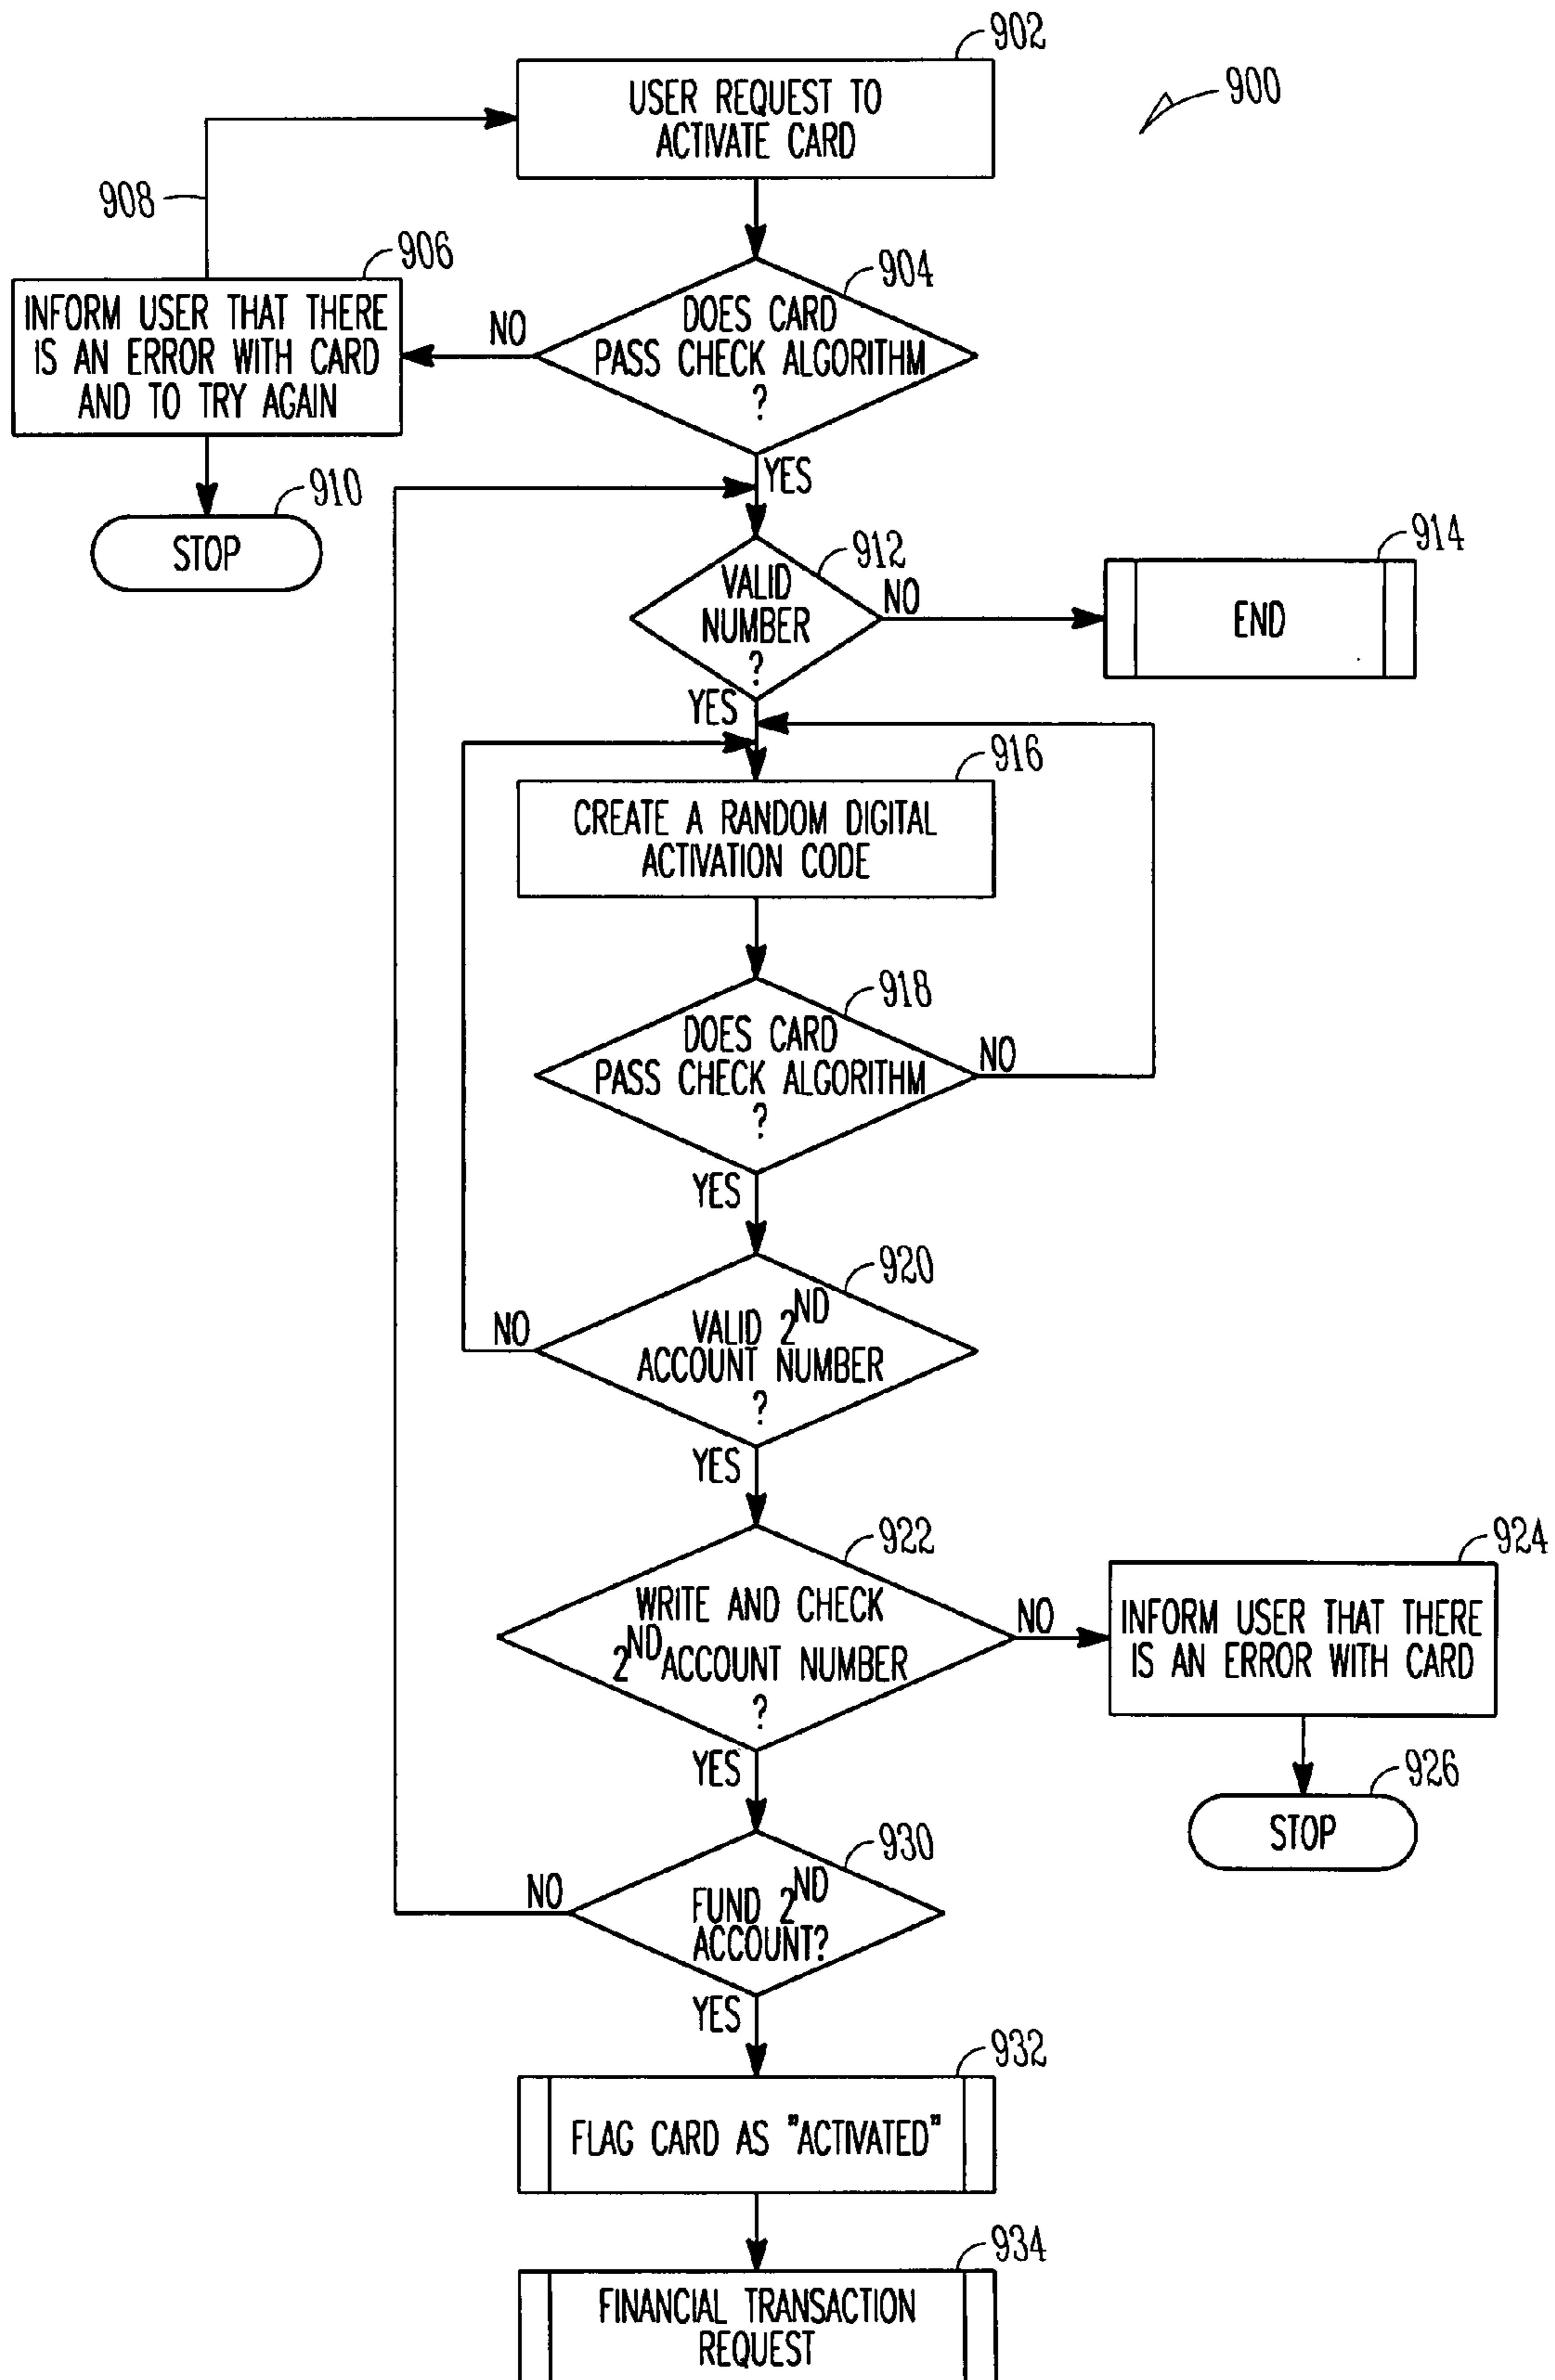 902
USER REQUEST TO
ACTIVATE CARD
900
908
906
INFORM USER THAT THERE
IS AN ERROR WITH CARD
AND TO TRY AGAIN
NO
904
DOES CARD
PASS CHECK ALGORITHM
?
YES
910
STOP
912
VALID
NUMBER
?
NO
914
END
YES
916
CREATE A RANDOM DIGITAL
ACTIVATION CODE
918
DOES CARD
PASS CHECK ALGORITHM
?
NO
YES
920
VALID 2ND
ACCOUNT NUMBER
?
NO
YES
922
WRITE AND CHECK
2ND ACCOUNT NUMBER
?
NO
924
INFORM USER THAT THERE
IS AN ERROR WITH CARD
YES
926
STOP
930
FUND 2ND
ACCOUNT?
NO
YES
932
FLAG CARD AS "ACTIVATED"
934
FINANCIAL TRANSACTION
REQUEST